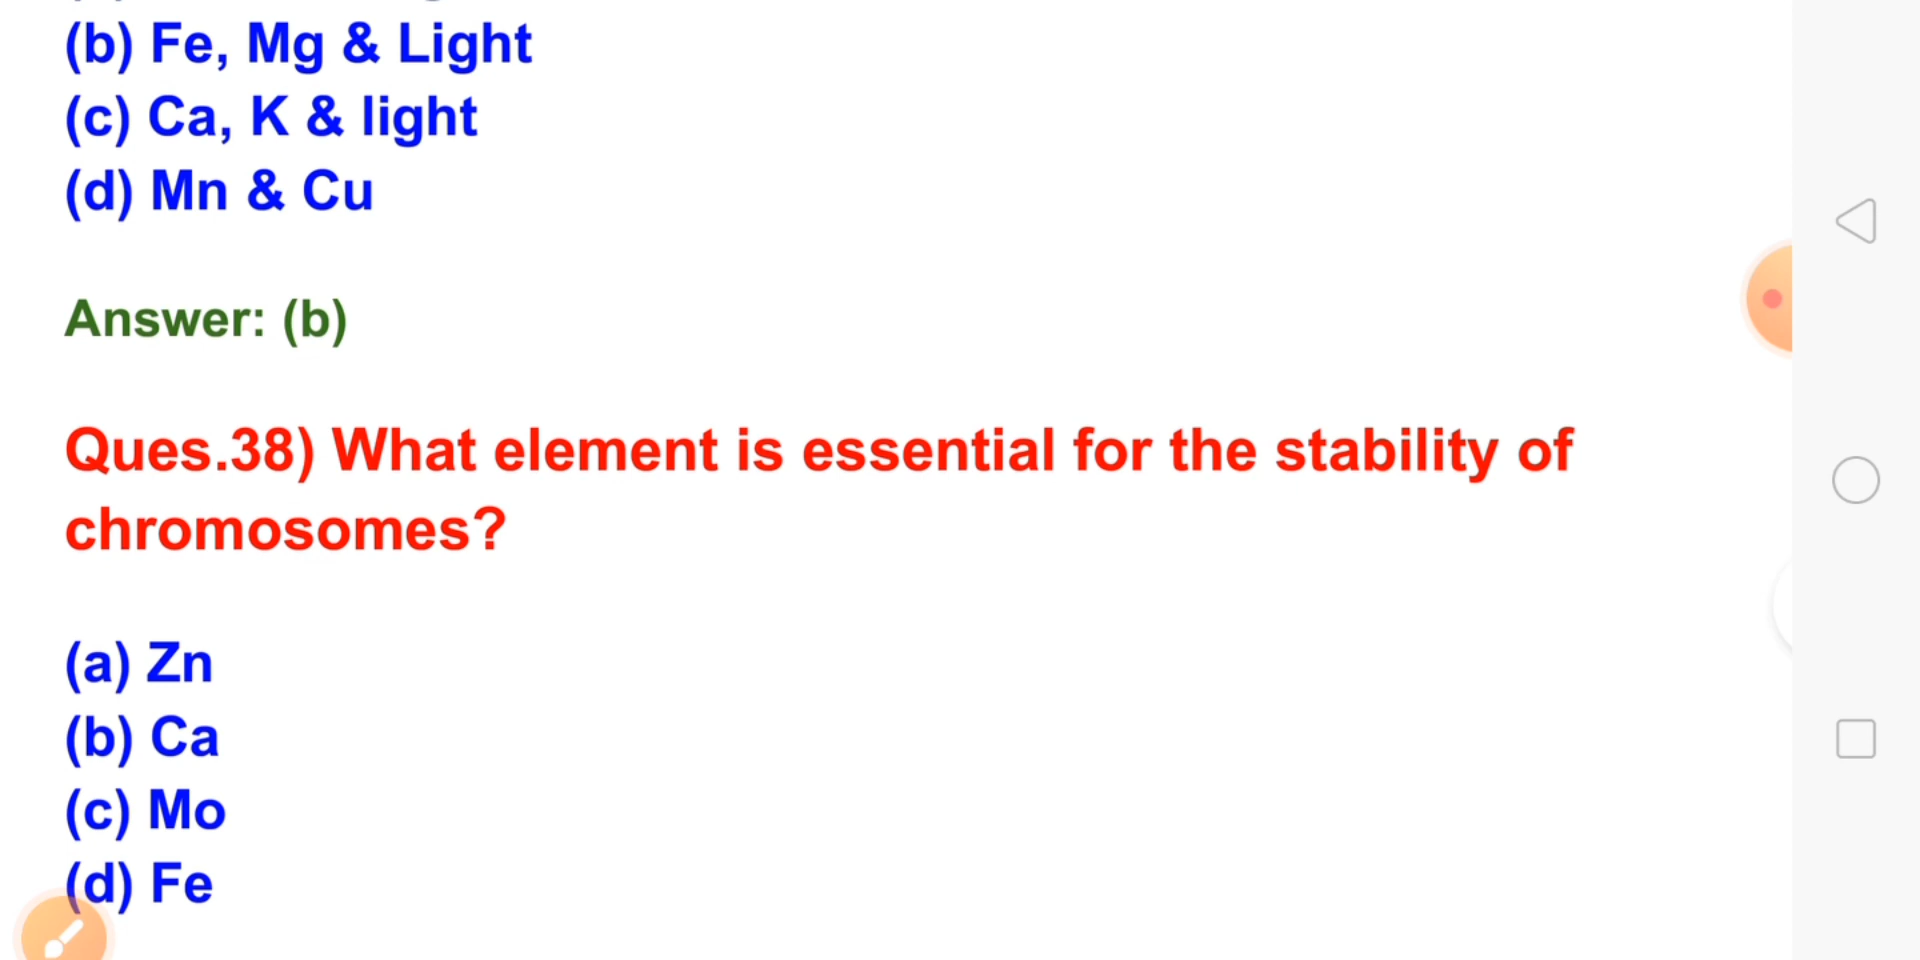 (b) Fe, Mg & Light
(c) Ca, K & light
(d) Mn & Cu
Answer: (b)
Ques.38) What element is essential for the stability of
chromosomes?
(a) Zn
(b) Ca
(c) Mo
(d) Fe